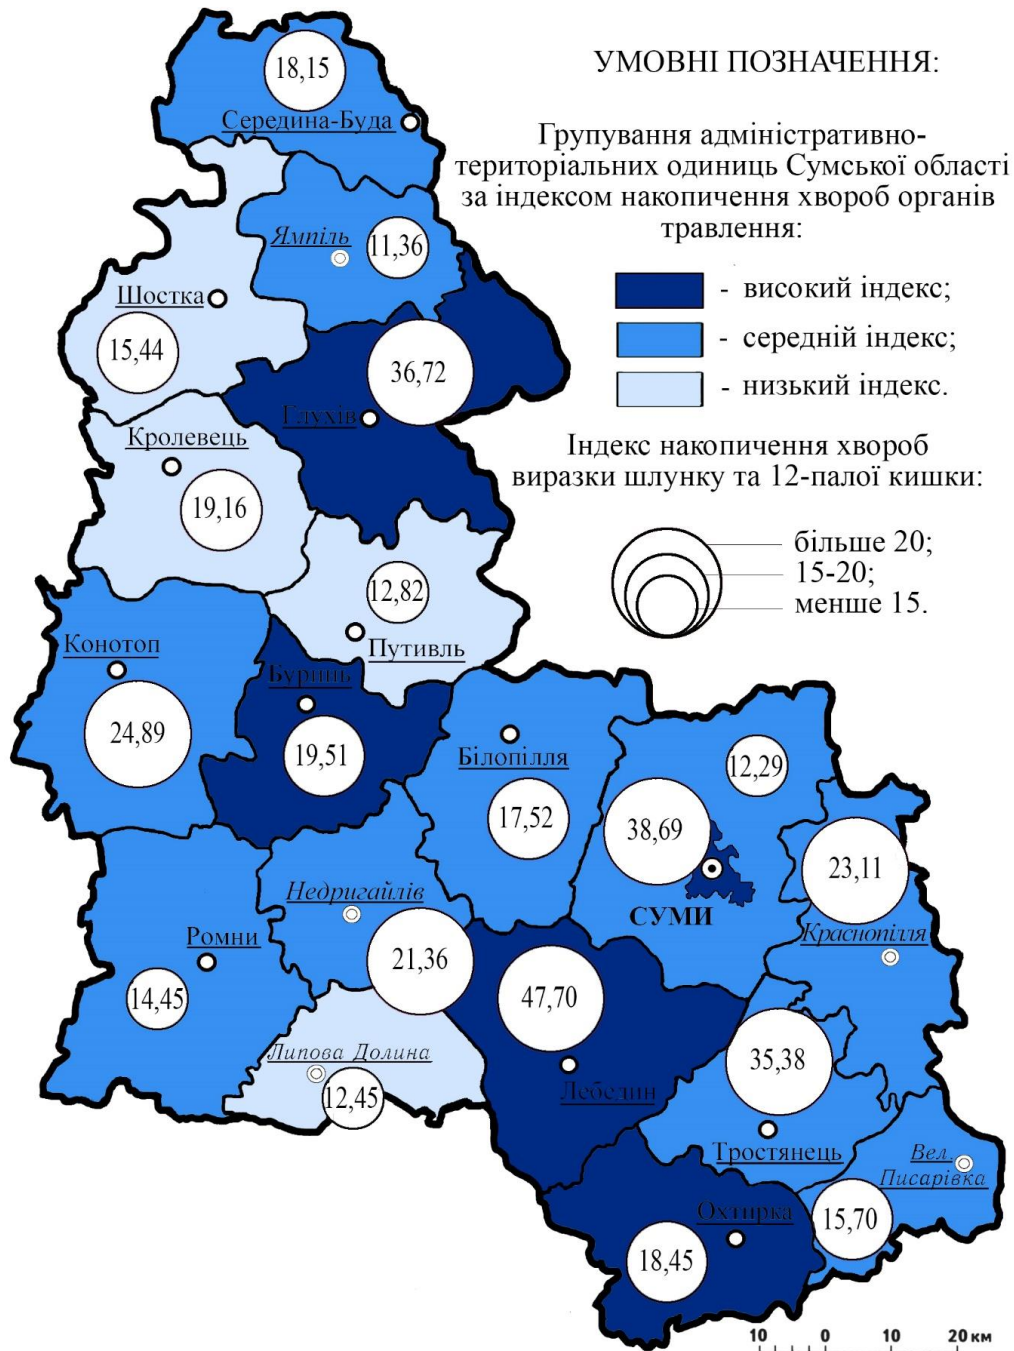 УМОВНІ ПОЗНАЧЕННЯ:
Групування адміністративно-
територіальних одиниць Сумської області
за індексом накопичення хвороб органів
травлення:
- високий індекс;
- середній індекс;
- низький індекс.
Індекс накопичення хвороб
виразки шлунку та 12-палої кишки:
більше 20;
15-20;
менше 15.
18,15
Середина-Буда
Ямпіль
11,36
Шостка
15,44
36,72
Глухів
Кролевець
19,16
12,82
Путивль
Конотоп
24,89
Буринь
19,51
Білопілля
17,52
12,29
38,69
СУМИ
23,11
Краснопілля
Недригайлів
21,36
Ромни
14,45
47,70
Лебедин
Липова Долина
12,45
35,38
Тростянець
Вел.
Писарівка
15,70
Охтирка
18,45
10 0 10 20 км